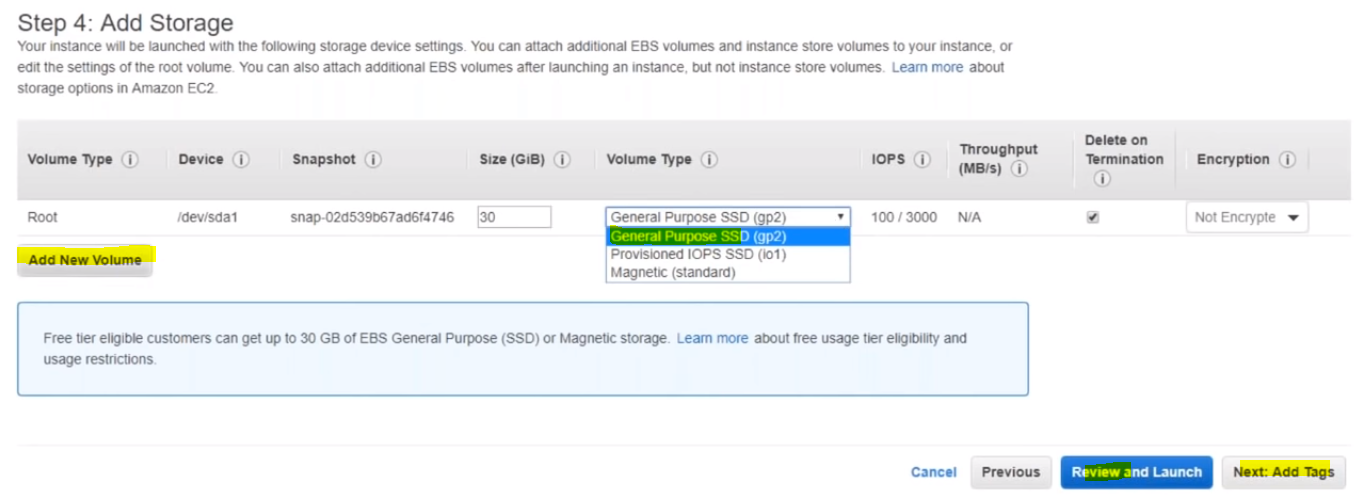 Step 4: Add Storage
Your instance will be launched with the following storage device settings. You can attach additional EBS volumes and instance store volumes to your instance, or
edit the settings of the root volume. You can also attach additional EBS volumes after launching an instance, but not instance store volumes. Learn more about
storage options in Amazon EC2.
Volume Type i Device i Snapshot i Size (GiB) i Volume Type i IOPS i Throughput (MB/s) i Delete on Termination i Encryption i
Root /dev/sda1 snap-02d539b67ad6f4746 30 General Purpose SSD (gp2) 100 / 3000 N/A Not Encrypte
General Purpose SSD (gp2)
Provisioned IOPS SSD (io1)
Magnetic (standard)
Add New Volume
Free tier eligible customers can get up to 30 GB of EBS General Purpose (SSD) or Magnetic storage. Learn more about free usage tier eligibility and
usage restrictions.
Cancel Previous Review and Launch Next: Add Tags